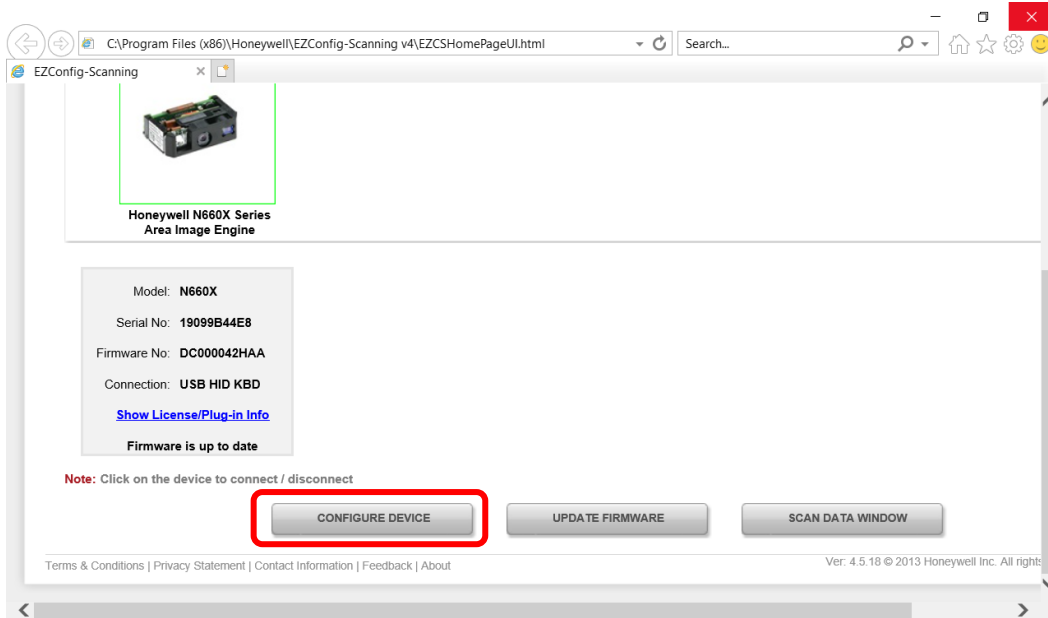 C:\Program Files (x86)\Honeywell\EZConfig-Scanning v4\EZCSHomePageUI.html
Search...
EZConfig-Scanning
Honeywell N660X Series
Area Image Engine
Model: N660X
Serial No: 19099B44E8
Firmware No: DC000042HAA
Connection: USB HID KBD
Show License/Plug-in Info
Firmware is up to date
Note: Click on the device to connect / disconnect
CONFIGURE DEVICE
UPDATE FIRMWARE
SCAN DATA WINDOW
Terms & Conditions | Privacy Statement | Contact Information | Feedback | About
Ver: 4.5.18 © 2013 Honeywell Inc. All rights